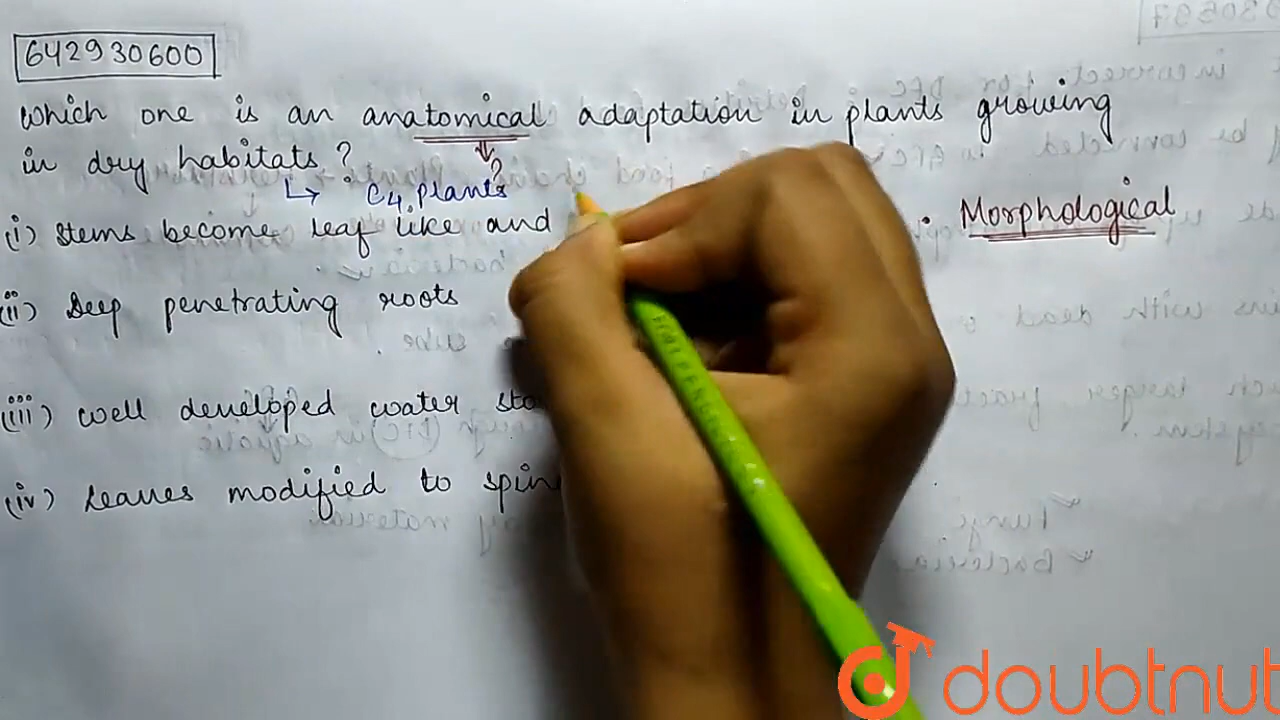 642930600
which one is an anatomical adaptation in plants growing
in dry habitats ?
?
↳ C4 plants
(i) Stems become leaf like and
Morphological
(ii) Deep penetrating roots
(iii) well developed water
(iv) Leaves modified to
doubtnut